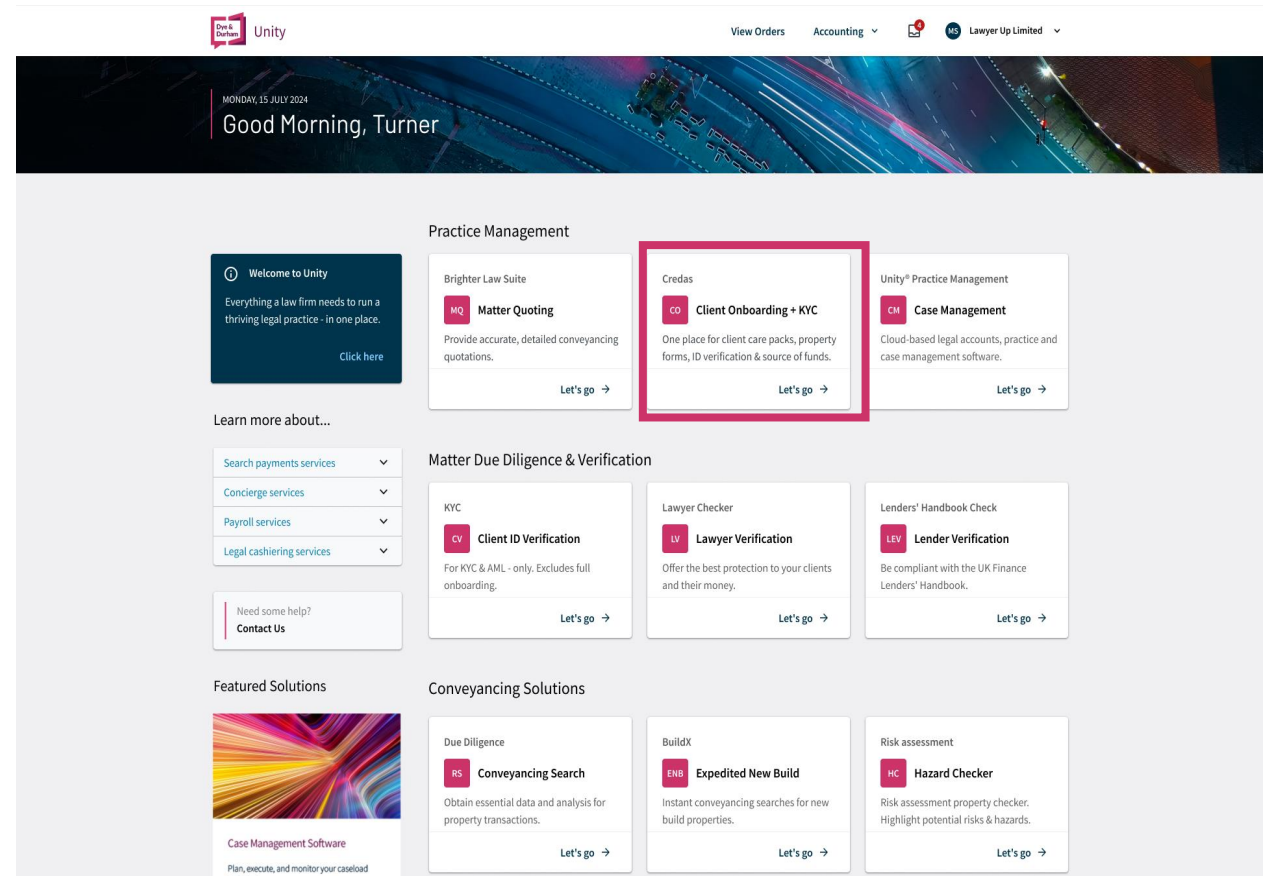 Dye &
Durham
Unity
View Orders
Accounting
4
MS
Lawyer Up Limited
MONDAY, 15 JULY 2024
Good Morning, Turner
Welcome to Unity
Everything a law firm needs to run a
thriving legal practice - in one place.
Click here
Learn more about...
Search payments services
Concierge services
Payroll services
Legal cashiering services
Need some help?
Contact Us
Featured Solutions
Case Management Software
Plan, execute, and monitor your caseload
Practice Management
Brighter Law Suite
MQ Matter Quoting
Provide accurate, detailed conveyancing
quotations.
Let's go →
Credas
CO Client Onboarding + KYC
One place for client care packs, property
forms, ID verification & source of funds.
Let's go →
Unity® Practice Management
CM Case Management
Cloud-based legal accounts, practice and
case management software.
Let's go →
Matter Due Diligence & Verification
KYC
CV Client ID Verification
For KYC & AML - only. Excludes full
onboarding.
Let's go →
Lawyer Checker
LV Lawyer Verification
Offer the best protection to your clients
and their money.
Let's go →
Lenders' Handbook Check
LEV Lender Verification
Be compliant with the UK Finance
Lenders' Handbook.
Let's go →
Conveyancing Solutions
Due Diligence
RS Conveyancing Search
Obtain essential data and analysis for
property transactions.
Let's go →
BuildX
ENB Expedited New Build
Instant conveyancing searches for new
build properties.
Let's go →
Risk assessment
HC Hazard Checker
Risk assessment property checker.
Highlight potential risks & hazards.
Let's go →